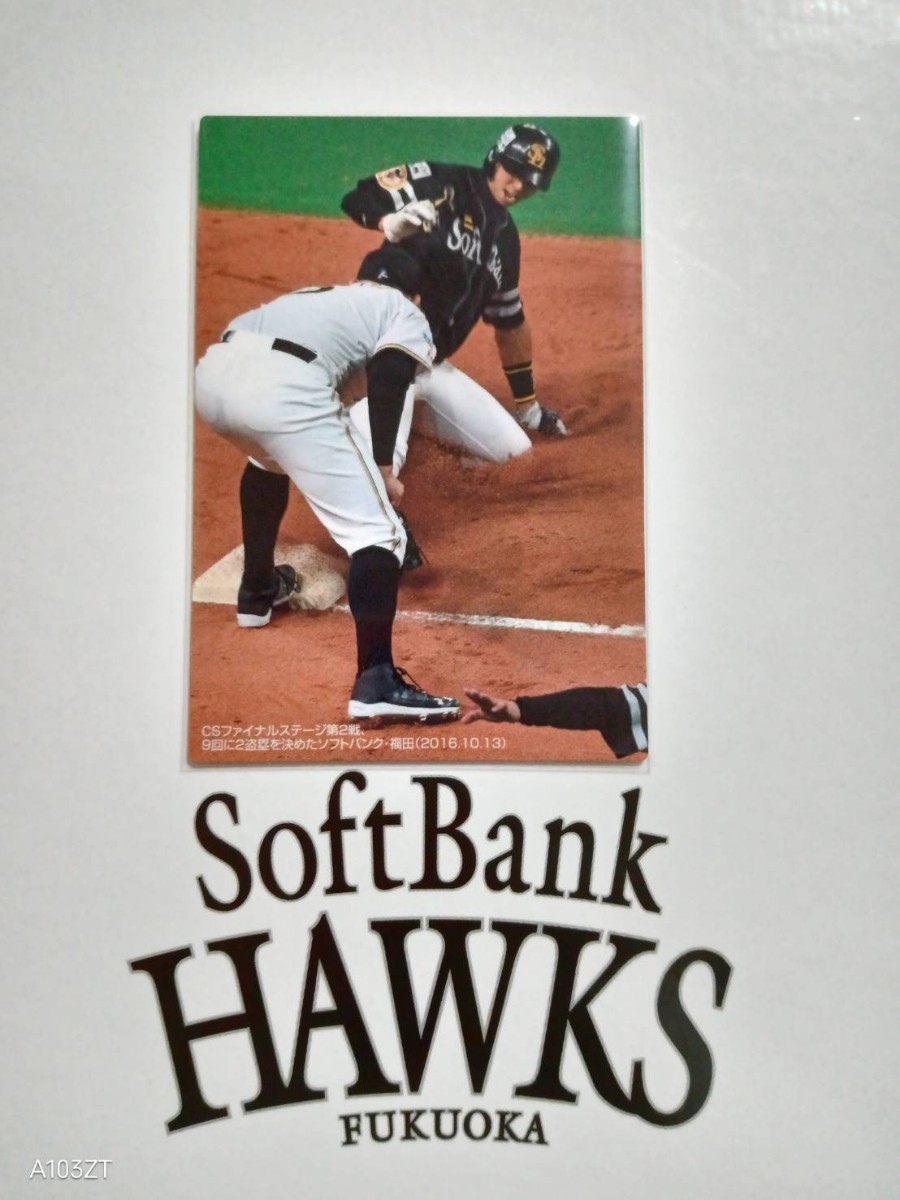 SH
SoftBank
CSファイナルステージ第2戦、
9回に2盗塁を決めたソフトバンク・福田(2016.10.13)
SoftBank
HAWKS
FUKUOKA
A103ZT